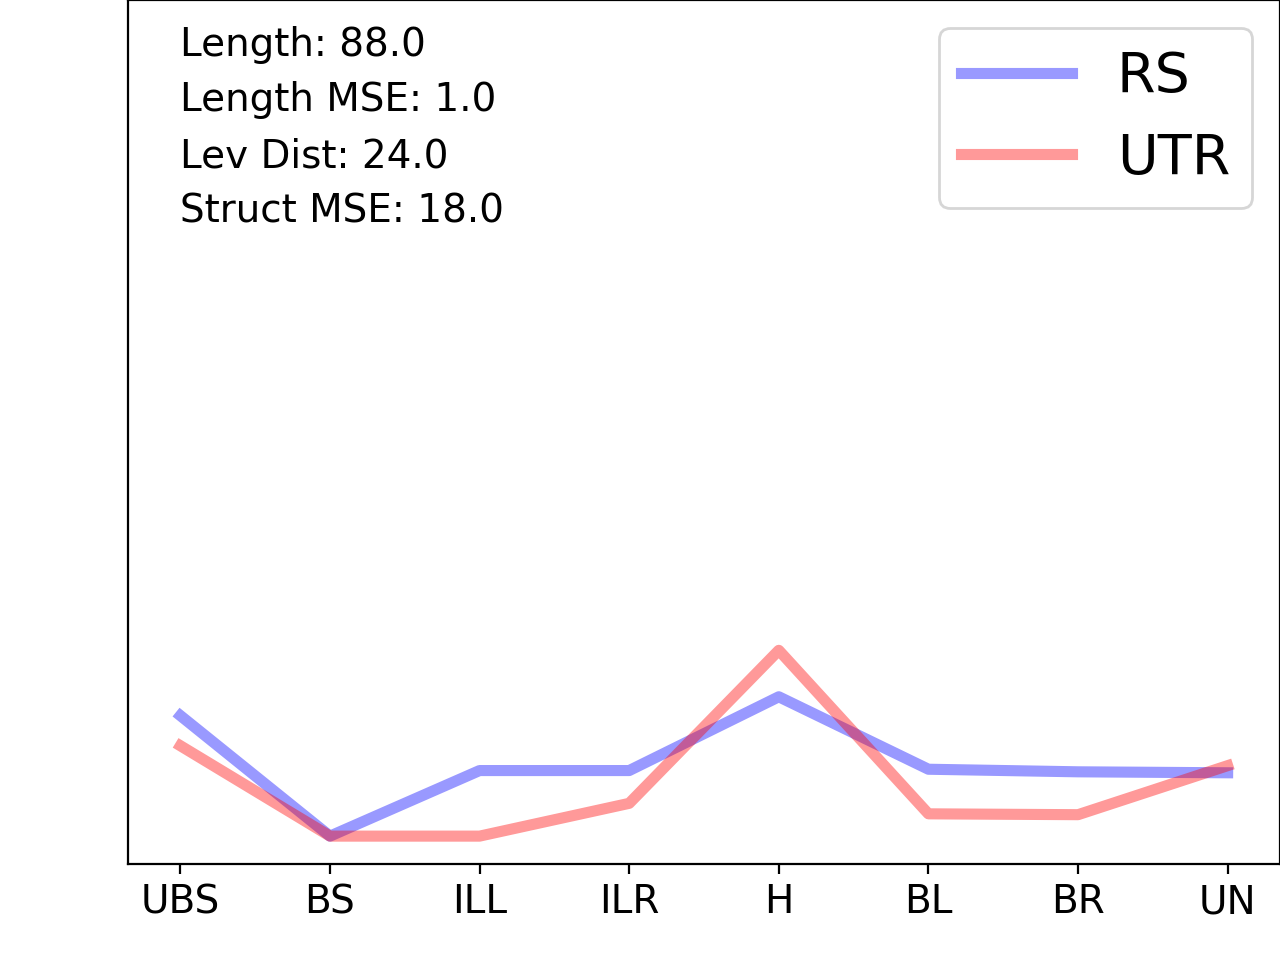 Length: 88.0
Length MSE: 1.0
Lev Dist: 24.0
Struct MSE: 18.0
RS
UTR
UBS BS ILL ILR H BL BR UN